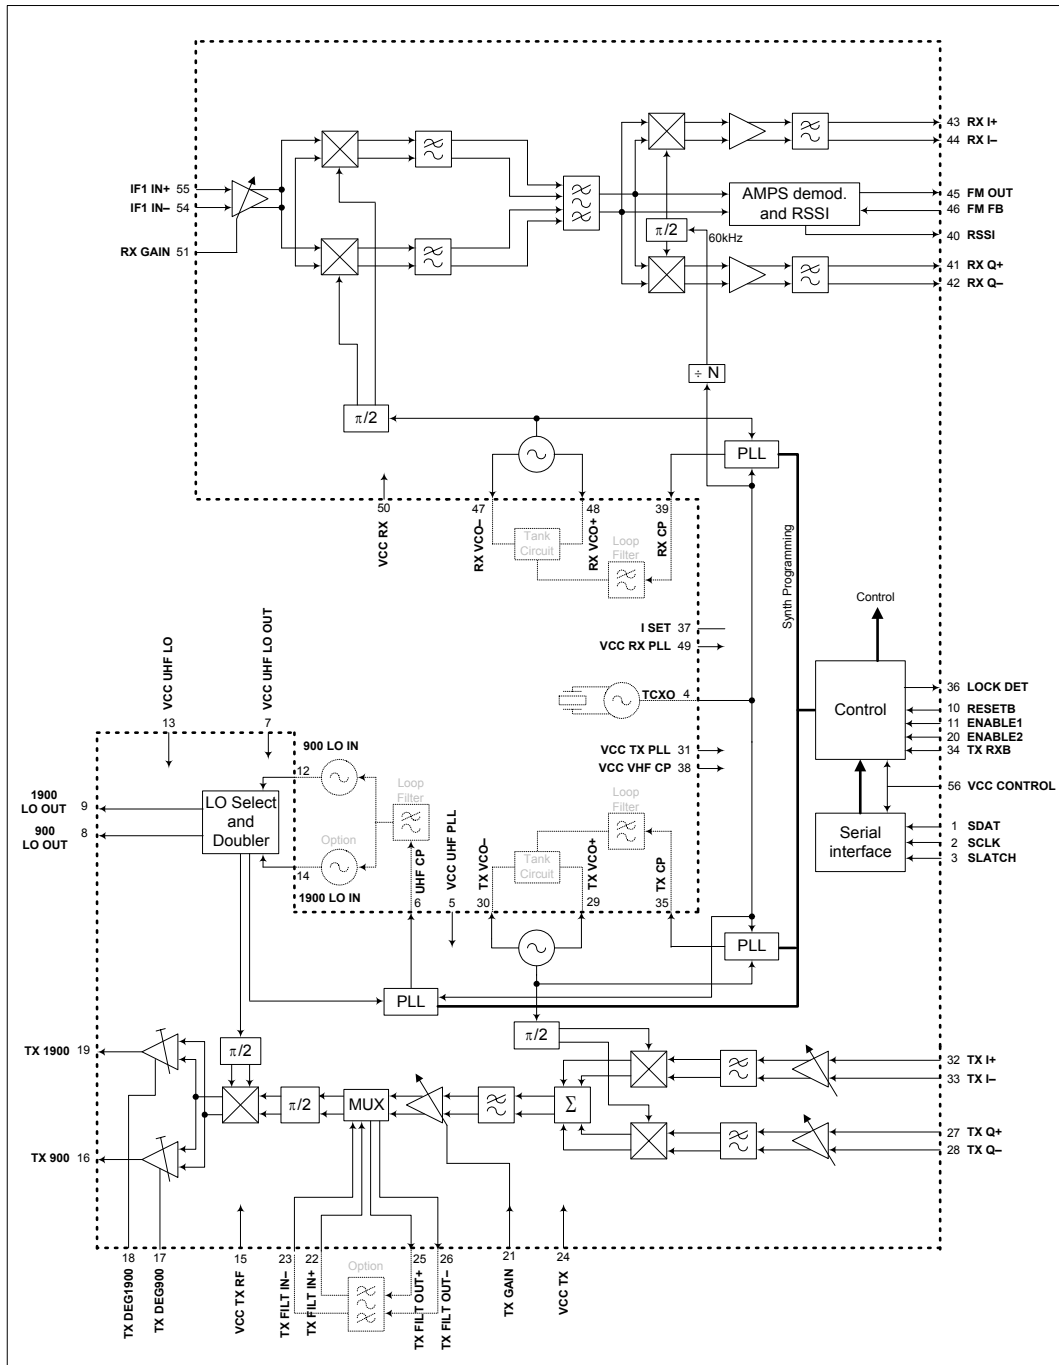 43 RX I+
44 RX I–
IF1 IN+ 55
IF1 IN– 54
RX GAIN 51
AMPS demod.
and RSSI
45 FM OUT
46 FM FB
40 RSSI
π/2
60kHz
41 RX Q+
42 RX Q–
÷ N
π/2
PLL
50
VCC RX
47
RX VCO–
48
RX VCO+
39
RX CP
Tank
Circuit
Loop
Filter
Synth Programming
Control
I SET 37
VCC RX PLL 49
TCXO 4
VCC TX PLL 31
VCC VHF CP 38
Control
36 LOCK DET
10 RESETB
11 ENABLE1
20 ENABLE2
34 TX RXB
56 VCC CONTROL
Serial
interface
1 SDAT
2 SCLK
3 SLATCH
VCC UHF LO
13
VCC UHF LO OUT
7
900 LO IN
12
1900
LO OUT 9
900
LO OUT 8
LO Select
and
Doubler
Option
14
1900 LO IN
Loop
Filter
UHF CP
6
VCC UHF PLL
5
TX VCO–
30
Tank
Circuit
TX VCO+
29
Loop
Filter
TX CP
35
PLL
PLL
π/2
TX 1900 19
π/2
32 TX I+
33 TX I–
π/2
MUX
Σ
27 TX Q+
28 TX Q–
TX 900 16
18
TX DEG1900
17
TX DEG900
15
VCC TX RF
23
TX FILT IN–
22
TX FILT IN+
Option
25
TX FILT OUT+
26
TX FILT OUT–
21
TX GAIN
24
VCC TX